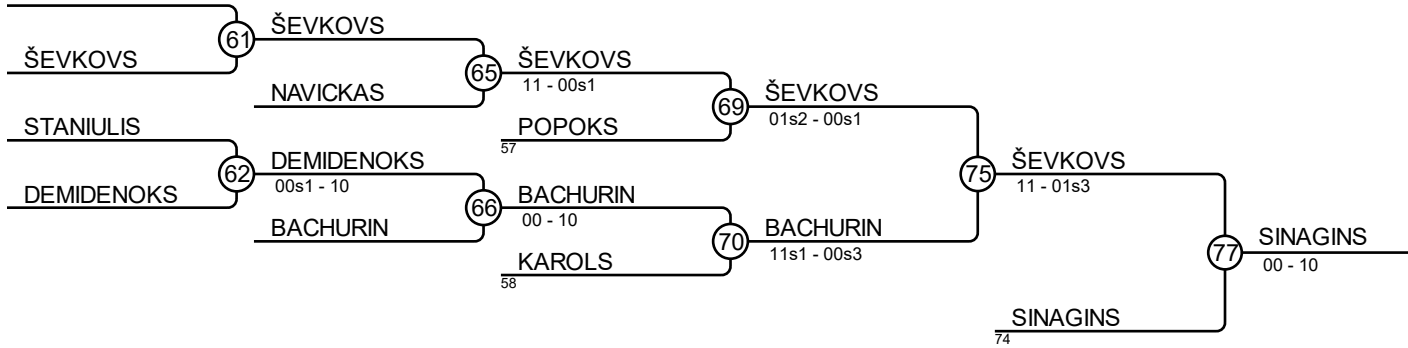 61
ŠEVKOVS
ŠEVKOVS
65
ŠEVKOVS
11 - 00s1
NAVICKAS
69
ŠEVKOVS
01s2 - 00s1
STANIULIS
POPOKS
57
62
DEMIDENOKS
00s1 - 10
75
ŠEVKOVS
11 - 01s3
DEMIDENOKS
66
BACHURIN
00 - 10
BACHURIN
70
BACHURIN
11s1 - 00s3
KAROLS
58
77
SINAGINS
00 - 10
SINAGINS
74